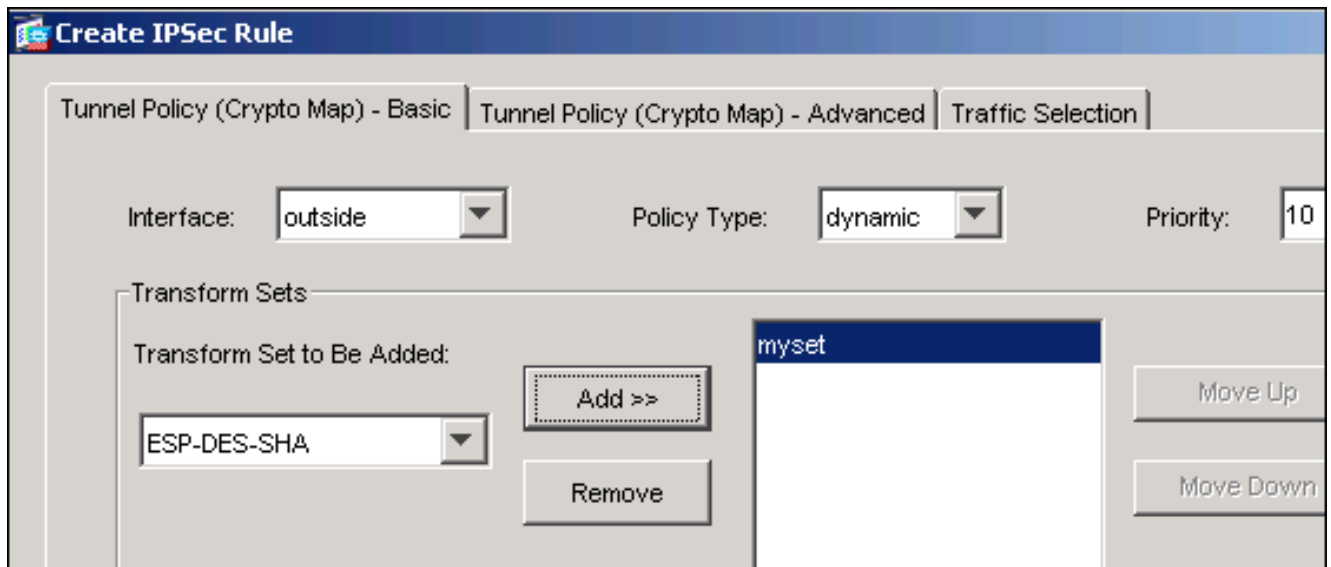 Create IPSec Rule
Tunnel Policy (Crypto Map) - Basic Tunnel Policy (Crypto Map) - Advanced Traffic Selection
Interface: outside Policy Type: dynamic Priority: 10
Transform Sets
Transform Set to Be Added:
myset
Add >>
Move Up
ESP-DES-SHA
Remove
Move Down